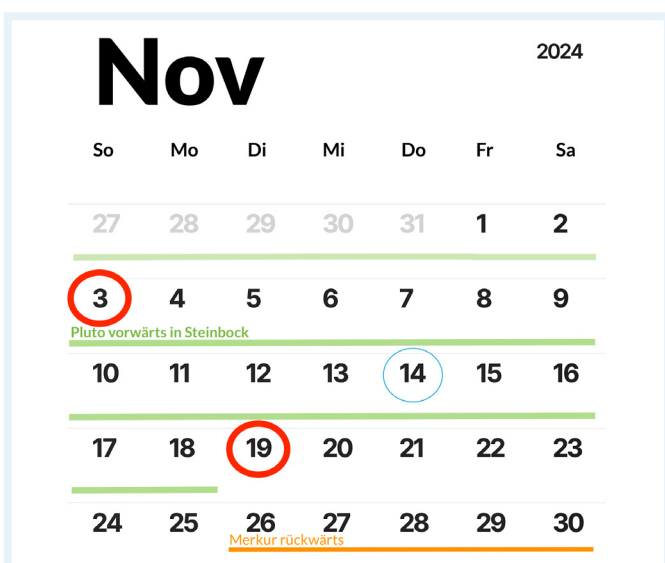 Nov 2024
So Mo Di Mi Do Fr Sa
27 28 29 30 31 1 2
3 4 5 6 7 8 9
Pluto vorwärts in Steinbock
10 11 12 13 14 15 16
17 18 19 20 21 22 23
24 25 26 27 28 29 30
Merkur rückwärts